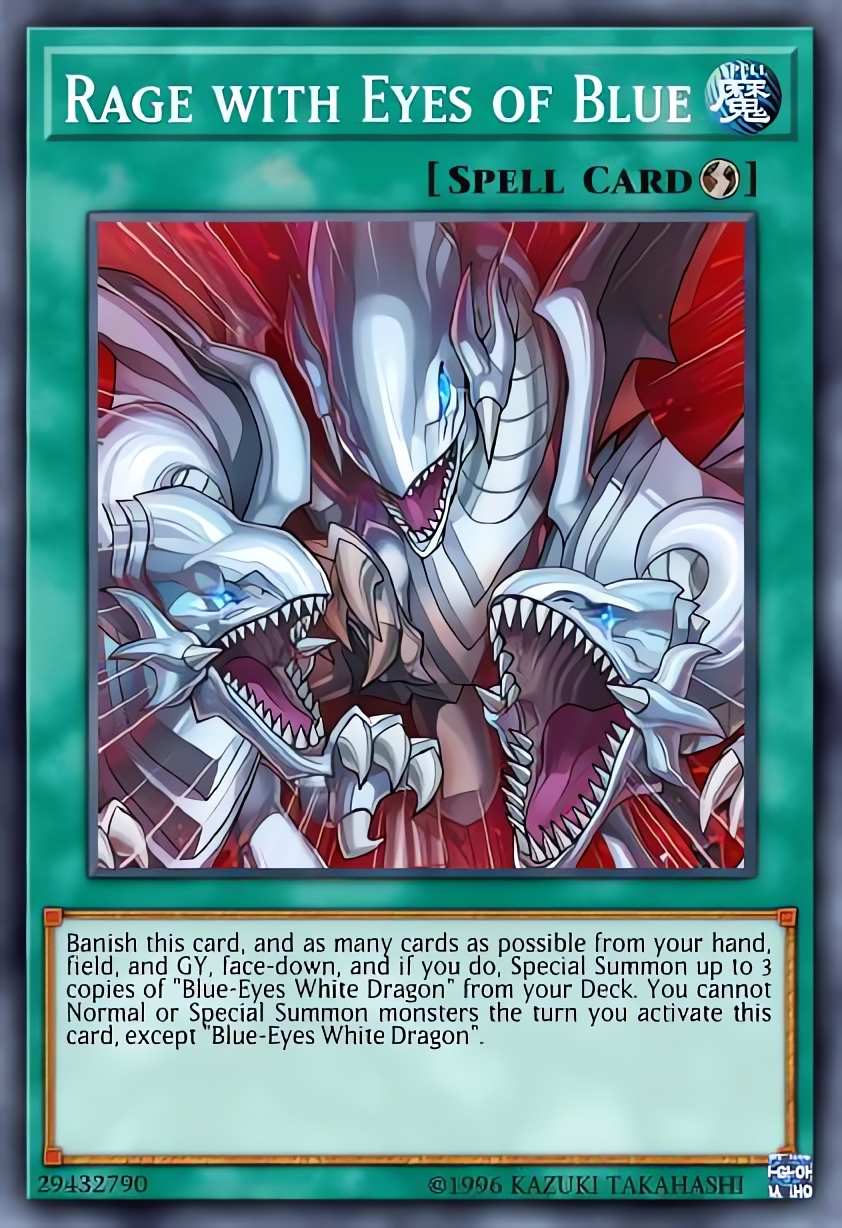 Rage with Eyes of Blue 魔
[Spell Card]
Banish this card, and as many cards as possible from your hand,
field, and GY, face-down, and if you do, Special Summon up to 3
copies of "Blue-Eyes White Dragon" from your Deck. You cannot
Normal or Special Summon monsters the turn you activate this
card, except "Blue-Eyes White Dragon".
29432790 ©1996 KAZUKI TAKAHASHI